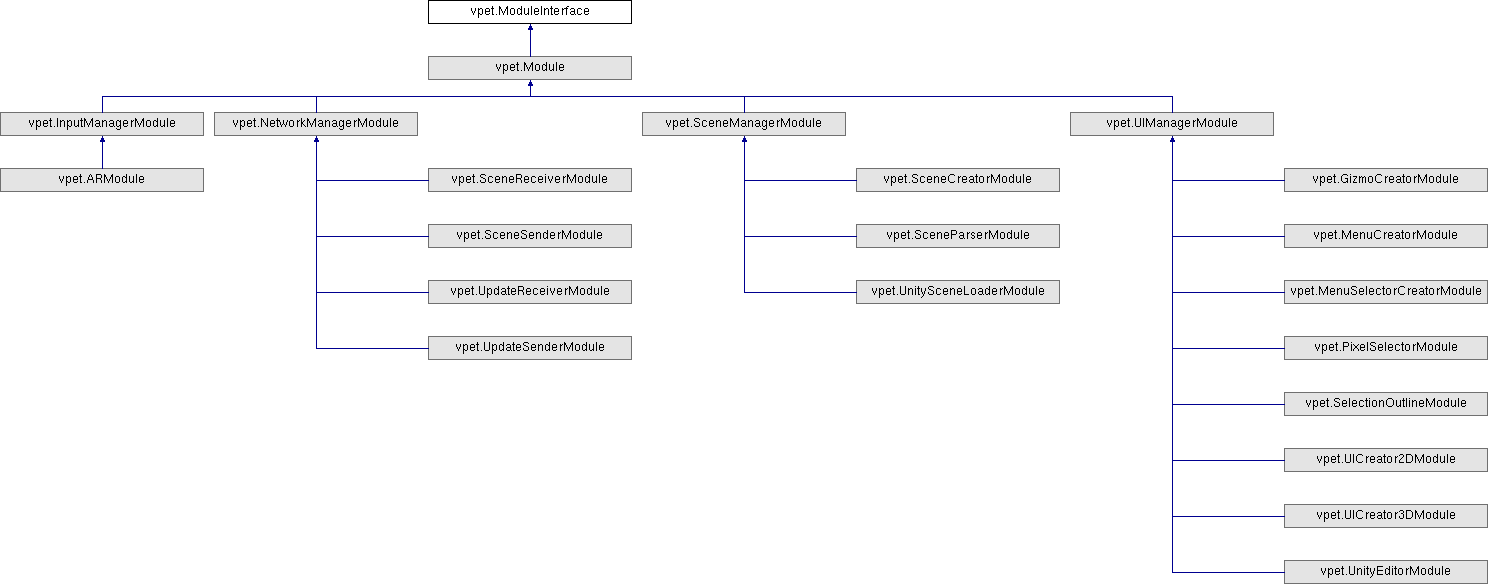 vpet.ModuleInterface
vpet.Module
vpet.InputManagerModule
vpet.NetworkManagerModule
vpet.SceneManagerModule
vpet.UIManagerModule
vpet.ARModule
vpet.SceneReceiverModule
vpet.SceneCreatorModule
vpet.GizmoCreatorModule
vpet.SceneSenderModule
vpet.SceneParserModule
vpet.MenuCreatorModule
vpet.UpdateReceiverModule
vpet.UnitySceneLoaderModule
vpet.MenuSelectorCreatorModule
vpet.UpdateSenderModule
vpet.PixelSelectorModule
vpet.SelectionOutlineModule
vpet.UICreator2DModule
vpet.UICreator3DModule
vpet.UnityEditorModule